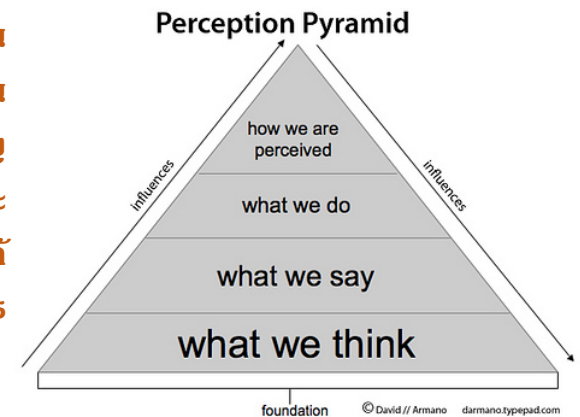 Perception Pyramid
how we are
perceived
influences
influences
what we do
what we say
what we think
foundation
© David // Armano darmano.typepad.com